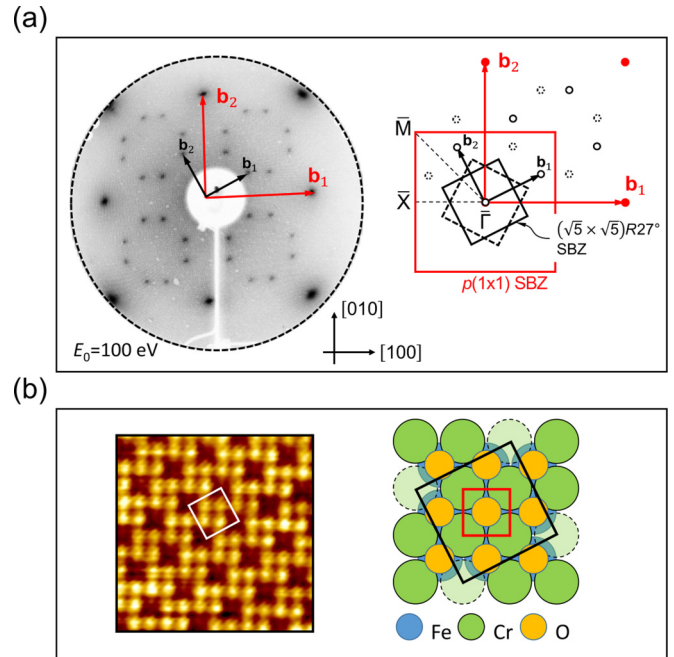 (a)
b₂
b₁
b₂
b₁
E₀=100 eV
[010]
[100]
b₂
M̅
b₂
b₁
b₁
X̅
Γ̅
(√5 × √5)R27°
SBZ
p(1x1) SBZ
(b)
Fe Cr O